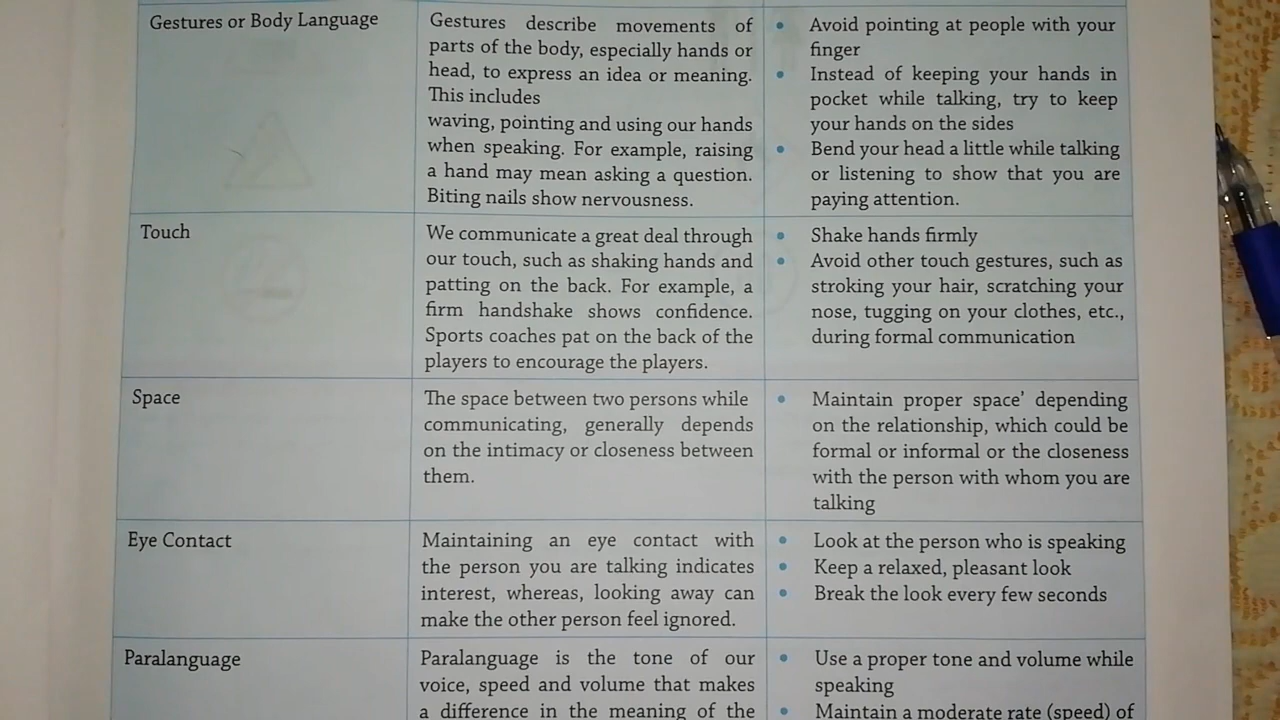 Gestures or Body Language
Gestures describe movements of
parts of the body, especially hands or
head, to express an idea or meaning.
This includes
waving, pointing and using our hands
when speaking. For example, raising
a hand may mean asking a question.
Biting nails show nervousness.
• Avoid pointing at people with your
finger
• Instead of keeping your hands in
pocket while talking, try to keep
your hands on the sides
• Bend your head a little while talking
or listening to show that you are
paying attention.
Touch
We communicate a great deal through
our touch, such as shaking hands and
patting on the back. For example, a
firm handshake shows confidence.
Sports coaches pat on the back of the
players to encourage the players.
• Shake hands firmly
• Avoid other touch gestures, such as
stroking your hair, scratching your
nose, tugging on your clothes, etc.,
during formal communication
Space
The space between two persons while
communicating, generally depends
on the intimacy or closeness between
them.
• Maintain proper space’ depending
on the relationship, which could be
formal or informal or the closeness
with the person with whom you are
talking
Eye Contact
Maintaining an eye contact with
the person you are talking indicates
interest, whereas, looking away can
make the other person feel ignored.
• Look at the person who is speaking
• Keep a relaxed, pleasant look
• Break the look every few seconds
Paralanguage
Paralanguage is the tone of our
voice, speed and volume that makes
a difference in the meaning of the
• Use a proper tone and volume while
speaking
• Maintain a moderate rate (speed) of